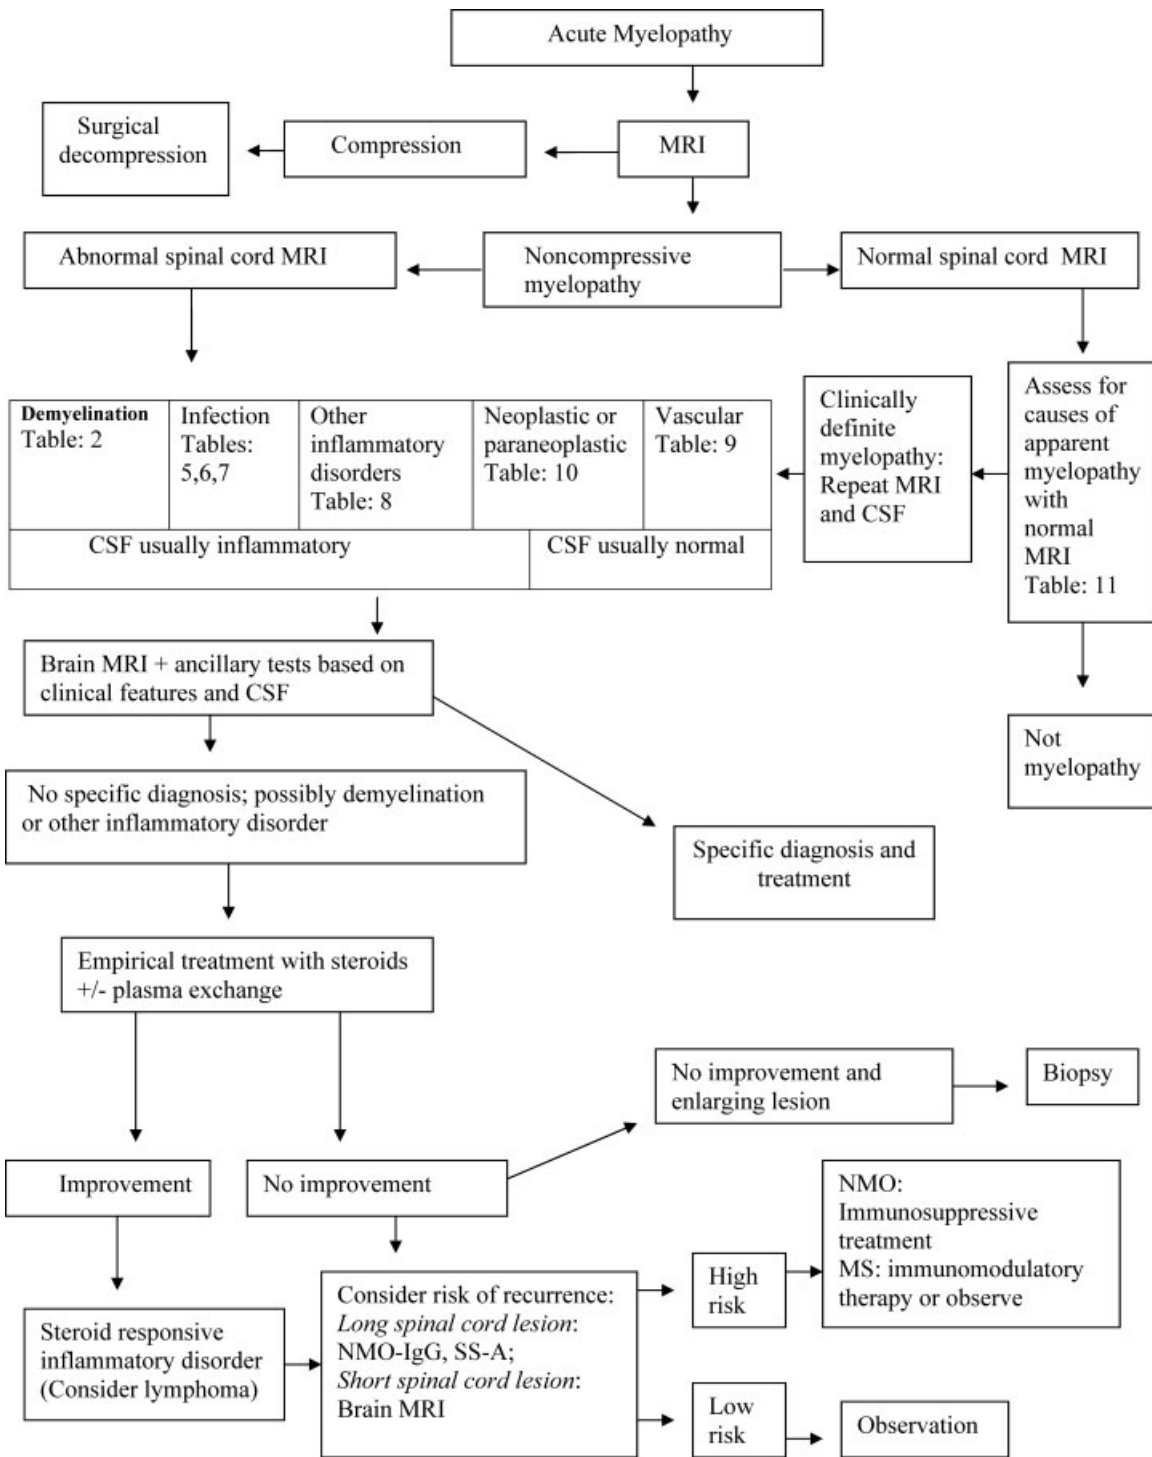 Acute Myelopathy
Surgical
decompression
Compression
MRI
Abnormal spinal cord MRI
Noncompressive
myelopathy
Normal spinal cord MRI
Demyelination
Table: 2
Infection
Tables:
5,6,7
Other
inflammatory
disorders
Table: 8
Neoplastic or
paraneoplastic
Table: 10
Vascular
Table: 9
CSF usually inflammatory
CSF usually normal
Clinically
definite
myelopathy:
Repeat MRI
and CSF
Assess for
causes of
apparent
myelopathy
with
normal
MRI
Table: 11
Brain MRI + ancillary tests based on
clinical features and CSF
Not
myelopathy
No specific diagnosis; possibly demyelination
or other inflammatory disorder
Specific diagnosis and
treatment
Empirical treatment with steroids
+/- plasma exchange
No improvement and
enlarging lesion
Biopsy
Improvement
No improvement
NMO:
Immunosuppressive
treatment
MS: immunomodulatory
therapy or observe
High
risk
Steroid responsive
inflammatory disorder
(Consider lymphoma)
Consider risk of recurrence:
Long spinal cord lesion:
NMO-IgG, SS-A;
Short spinal cord lesion:
Brain MRI
Low
risk
Observation